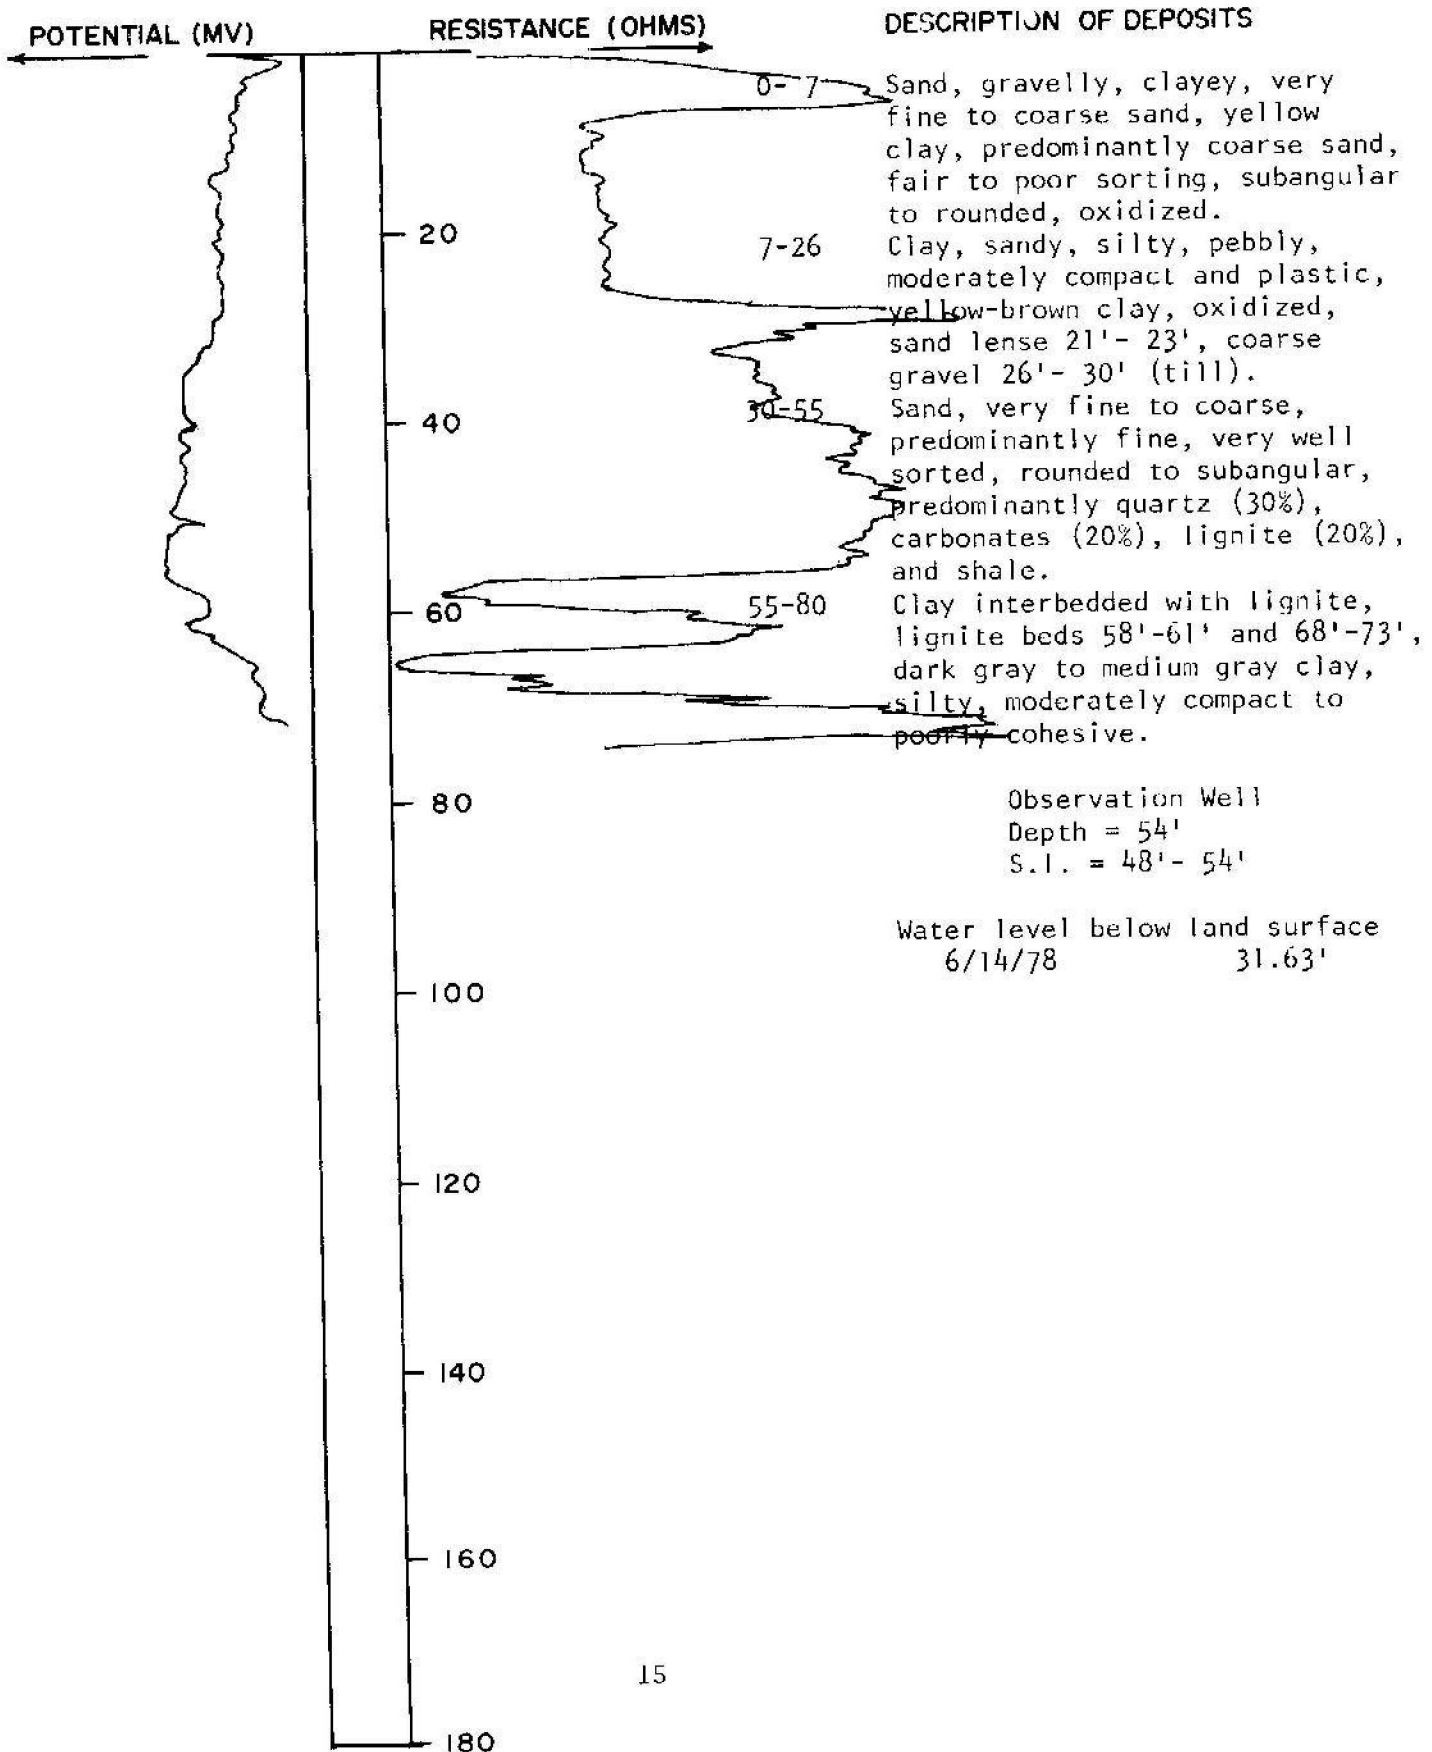 POTENTIAL (MV)
RESISTANCE (OHMS)
DESCRIPTION OF DEPOSITS
0- 7 Sand, gravelly, clayey, very
fine to coarse sand, yellow
clay, predominantly coarse sand,
fair to poor sorting, subangular
to rounded, oxidized.
20
7-26 Clay, sandy, silty, pebbly,
moderately compact and plastic,
yellow-brown clay, oxidized,
sand lense 21'- 23', coarse
gravel 26'- 30' (till).
40
30-55 Sand, very fine to coarse,
predominantly fine, very well
sorted, rounded to subangular,
predominantly quartz (30%),
carbonates (20%), lignite (20%),
and shale.
60
55-80 Clay interbedded with lignite,
lignite beds 58'-61' and 68'-73',
dark gray to medium gray clay,
silty, moderately compact to
poorly cohesive.
80
Observation Well
Depth = 54'
S.I. = 48'- 54'
Water level below land surface
6/14/78 31.63'
100
120
140
160
15
180